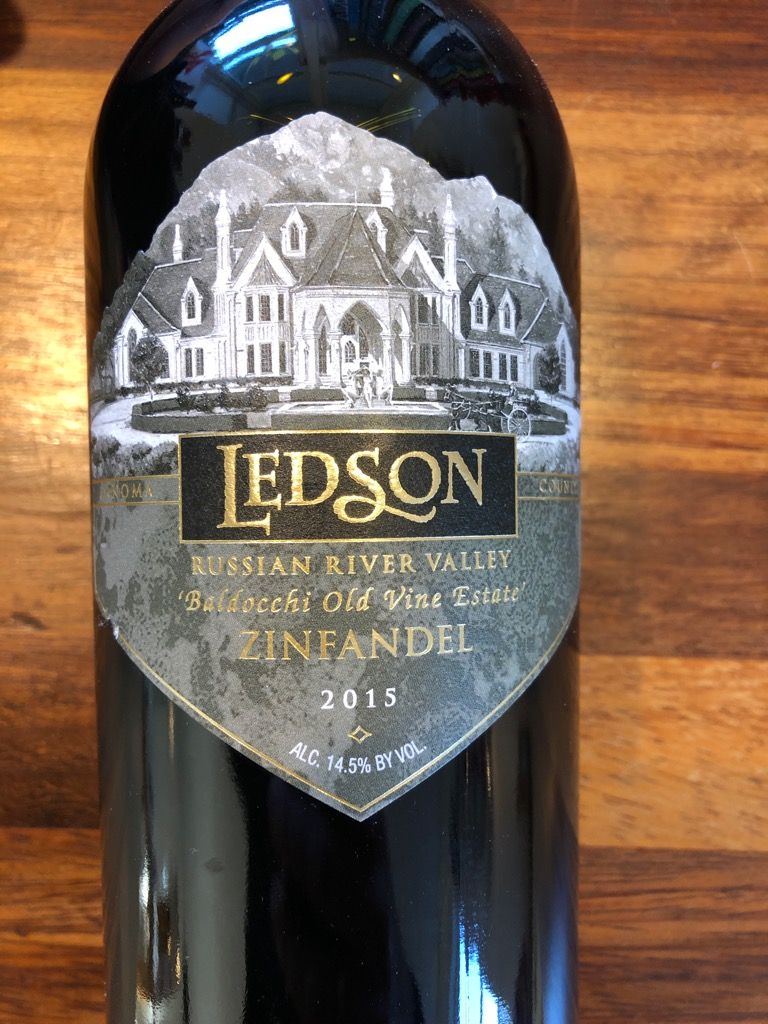 LEDSON
RUSSIAN RIVER VALLEY
'Baldocchi Old Vine Estate'
ZINFANDEL
2015
ALC. 14.5% BY VOL.